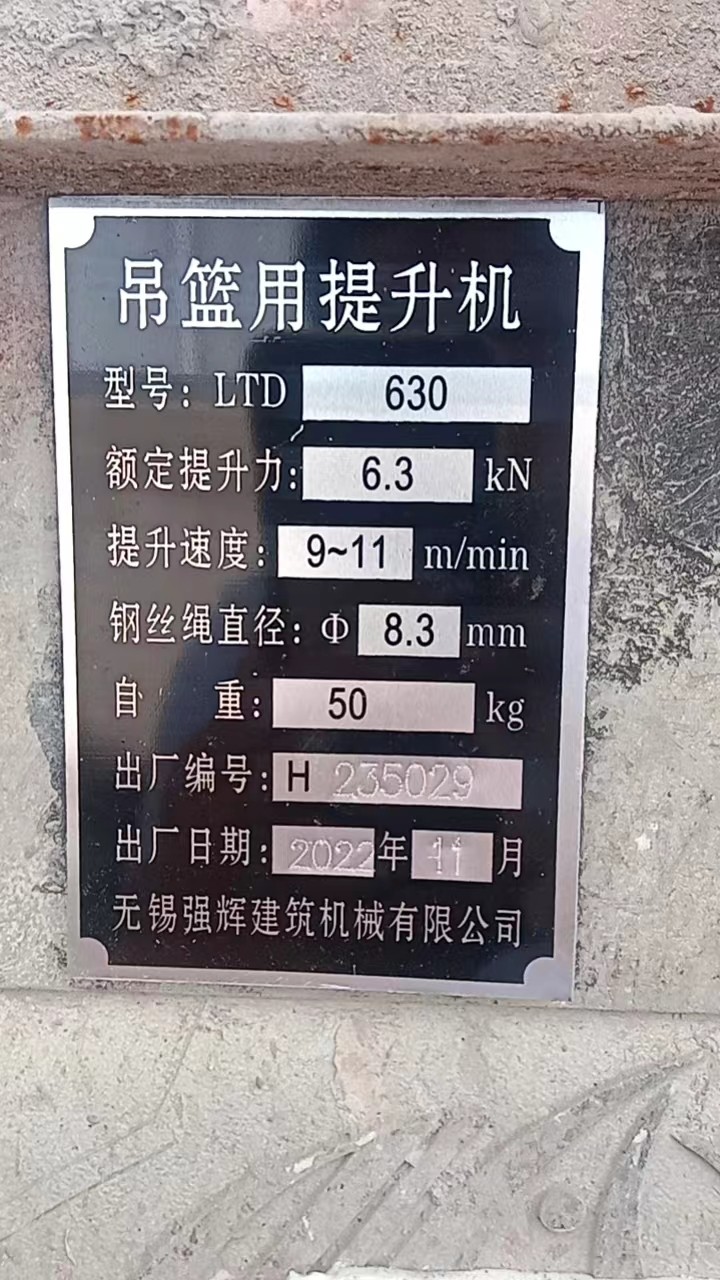 吊篮用提升机
型号: LTD 630
额定提升力: 6.3 kN
提升速度: 9~11 m/min
钢丝绳直径: Φ 8.3 mm
自 重: 50 kg
出厂编号: H 235029
出厂日期: 2022年 11 月
无锡强辉建筑机械有限公司